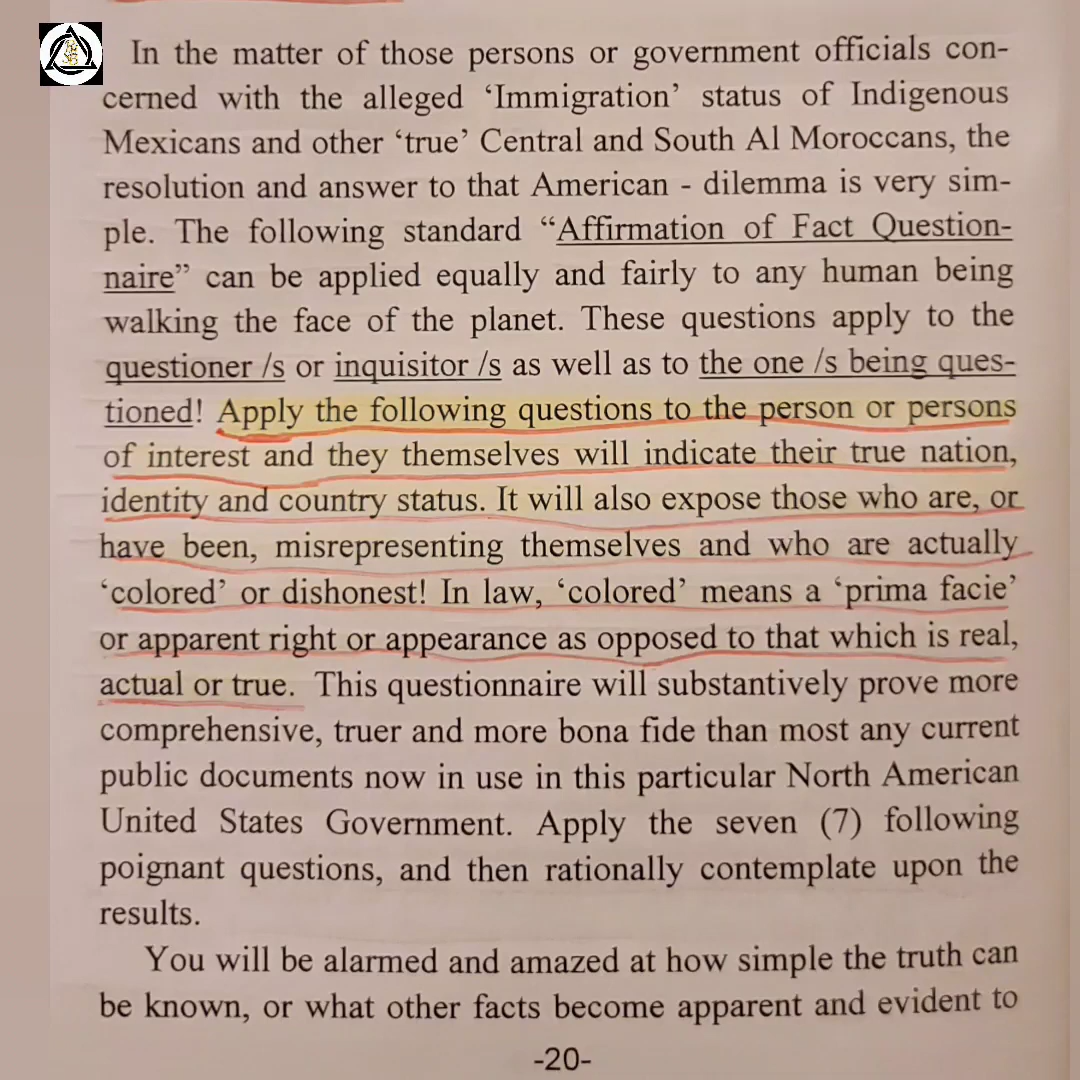 In the matter of those persons or government officials con-
cerned with the alleged ‘Immigration’ status of Indigenous
Mexicans and other ‘true’ Central and South Al Moroccans, the
resolution and answer to that American - dilemma is very sim-
ple. The following standard “Affirmation of Fact Question-
naire” can be applied equally and fairly to any human being
walking the face of the planet. These questions apply to the
questioner /s or inquisitor /s as well as to the one /s being ques-
tioned! Apply the following questions to the person or persons
of interest and they themselves will indicate their true nation,
identity and country status. It will also expose those who are, or
have been, misrepresenting themselves and who are actually
‘colored’ or dishonest! In law, ‘colored’ means a ‘prima facie’
or apparent right or appearance as opposed to that which is real,
actual or true. This questionnaire will substantively prove more
comprehensive, truer and more bona fide than most any current
public documents now in use in this particular North American
United States Government. Apply the seven (7) following
poignant questions, and then rationally contemplate upon the
results.
You will be alarmed and amazed at how simple the truth can
be known, or what other facts become apparent and evident to
-20-